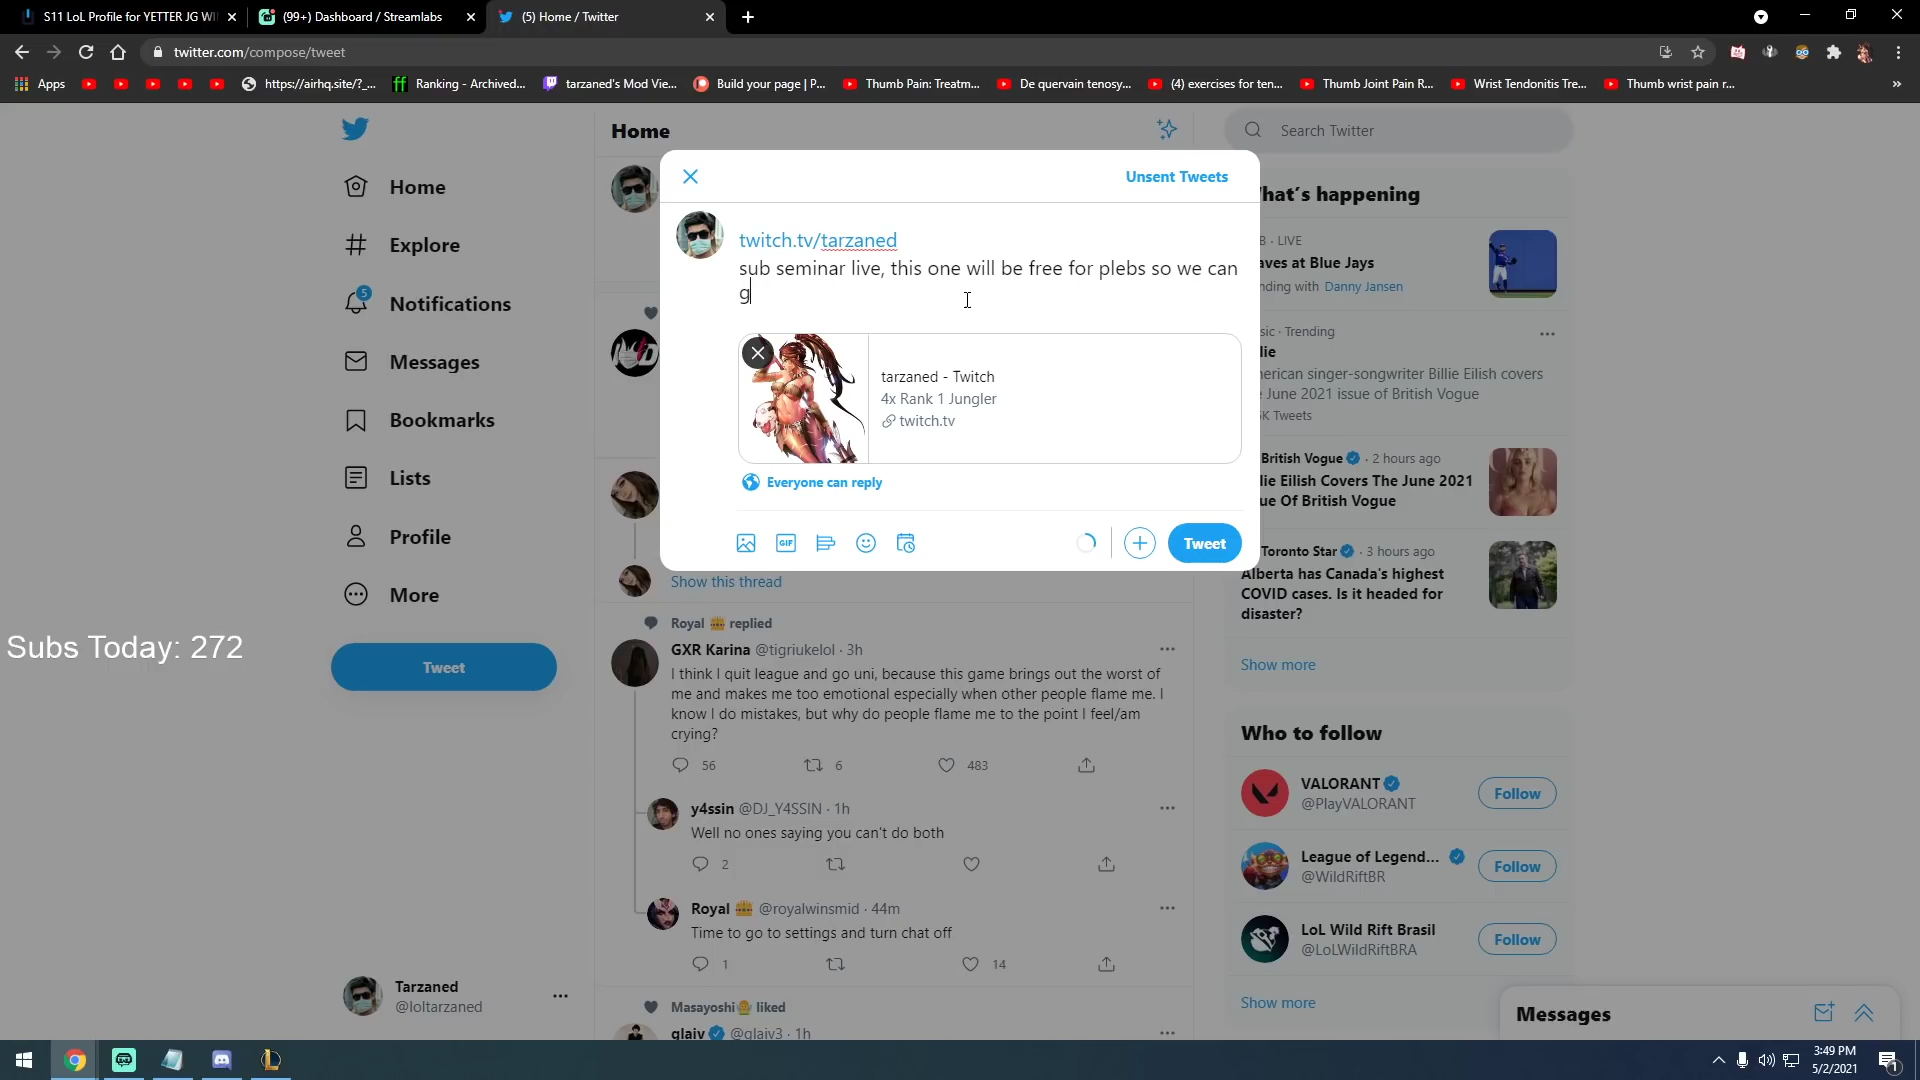 S11 LoL Profile for YETTER JG WI
(99+) Dashboard / Streamlabs
(5) Home / Twitter
twitter.com/compose/tweet
Apps
https://airhq.site/?_...
Ranking - Archived...
tarzaned's Mod Vie...
Build your page | P...
Thumb Pain: Treatm...
De quervain tenosy...
(4) exercises for ten...
Thumb Joint Pain R...
Wrist Tendonitis Tre...
Thumb wrist pain r...
Home
Explore
5
Notifications
Messages
Bookmarks
Lists
Profile
More
Tweet
Subs Today: 272
Tarzaned
@loltarzaned
Home
Unsent Tweets
twitch.tv/tarzaned
sub seminar live, this one will be free for plebs so we can
g
tarzaned - Twitch
4x Rank 1 Jungler
twitch.tv
Everyone can reply
GIF
Tweet
Show this thread
Royal replied
GXR Karina @tigriukelol · 3h
I think I quit league and go uni, because this game brings out the worst of
me and makes me too emotional especially when other people flame me. I
know I do mistakes, but why do people flame me to the point I feel/am
crying?
56
6
483
y4ssin @DJ_Y4SSIN · 1h
Well no ones saying you can't do both
2
Royal @royalwinsmid · 44m
Time to go to settings and turn chat off
1
14
Masayoshi liked
glaiv @glaiv3 · 1h
Search Twitter
hat's happening
B · LIVE
aves at Blue Jays
nding with Danny Jansen
sic · Trending
lie
erican singer-songwriter Billie Eilish covers
June 2021 issue of British Vogue
K Tweets
British Vogue · 2 hours ago
lie Eilish Covers The June 2021
ue Of British Vogue
Toronto Star · 3 hours ago
Alberta has Canada's highest
COVID cases. Is it headed for
disaster?
Show more
Who to follow
VALORANT
@PlayVALORANT
Follow
League of Legend...
@WildRiftBR
Follow
LoL Wild Rift Brasil
@LoLWildRiftBRA
Follow
Show more
Messages
3:49 PM
5/2/2021
1